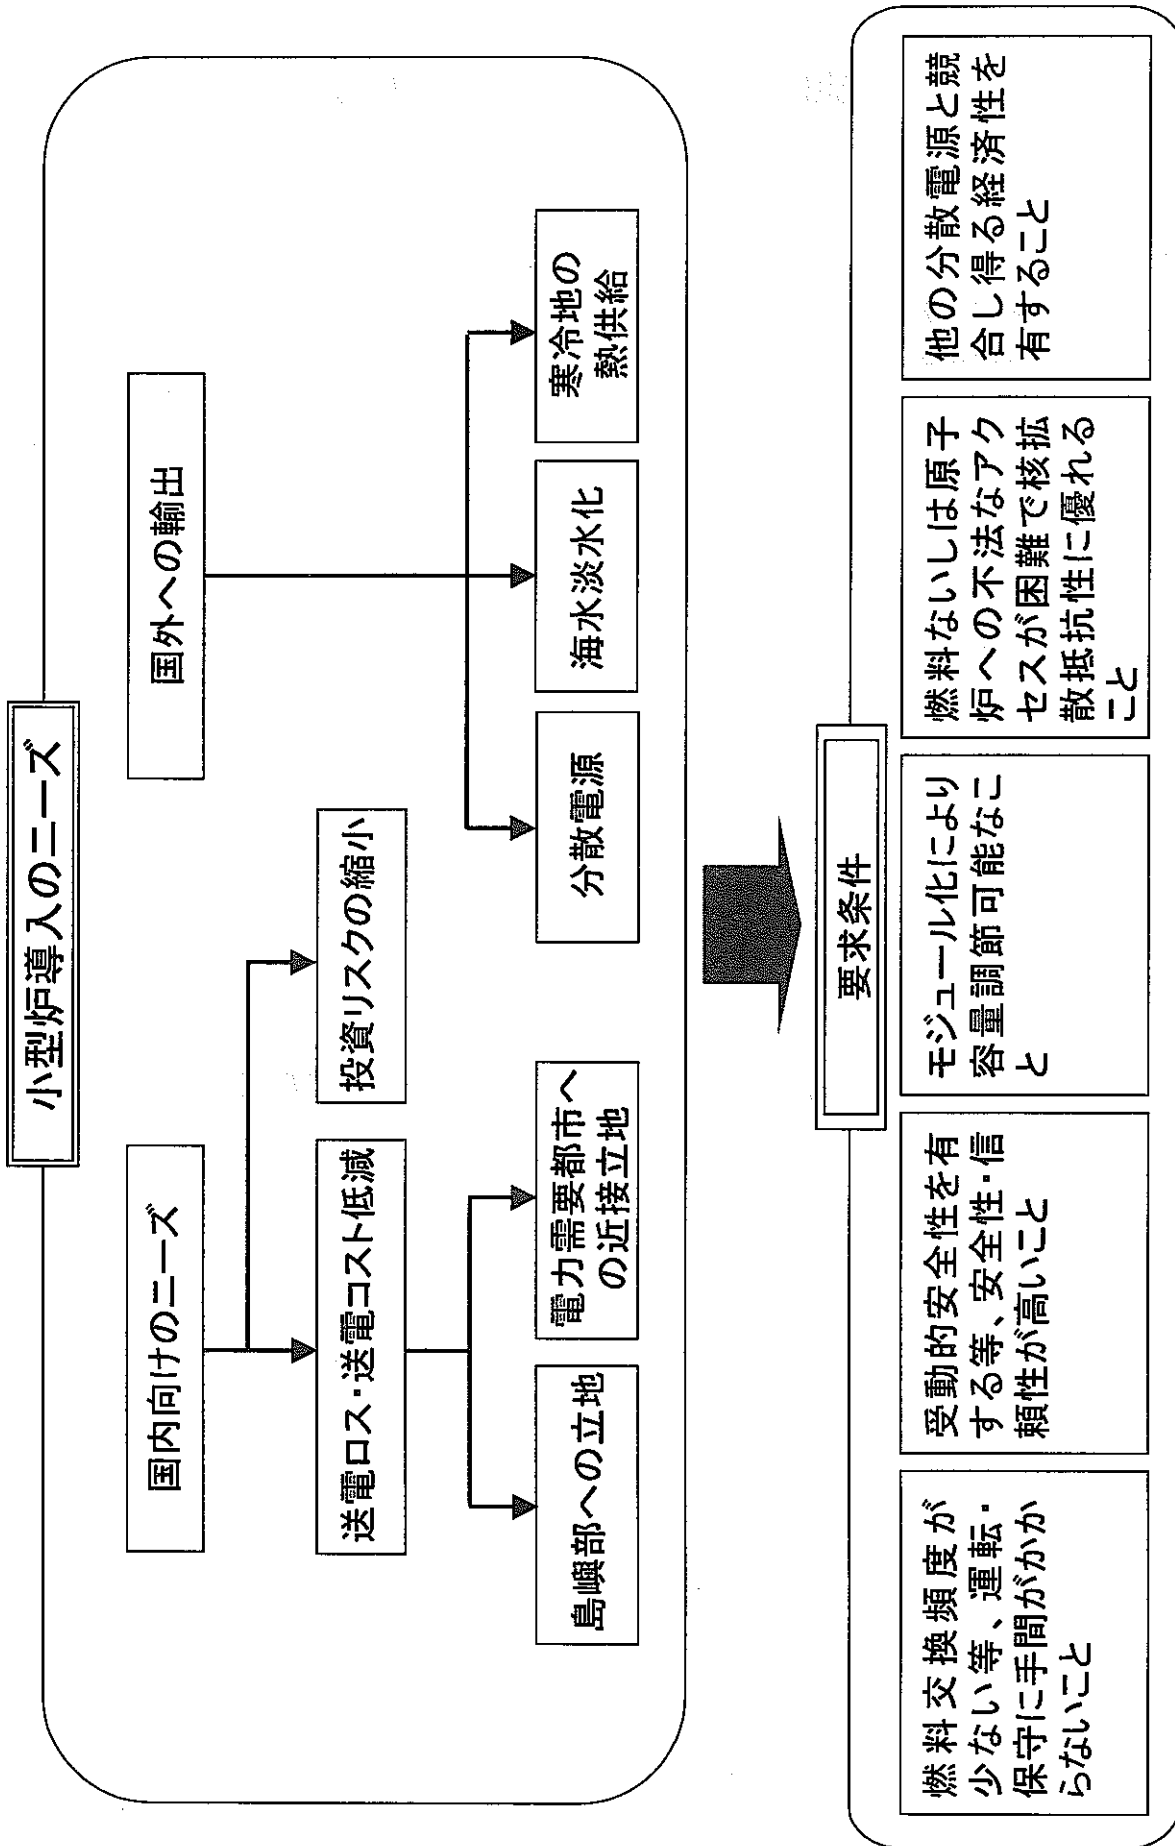 小型炉導入のニーズ
国内向けのニーズ
国外への輸出
送電ロス・送電コスト低減
投資リスクの縮小
島嶼部への立地
電力需要都市へ
の近接立地
分散電源
海水淡水化
寒冷地の
熱供給
要求条件
燃料交換頻度が
少ない等、運転・
保守に手間がかか
らないこと
受動的安全性を有
する等、安全性・信
頼性が高いこと
モジュール化により
容量調節可能なこ
と
燃料ないしは原子
炉への不法なアク
セスが困難で核拡
散抵抗性に優れる
こと
他の分散電源と競
合し得る経済性を
有すること